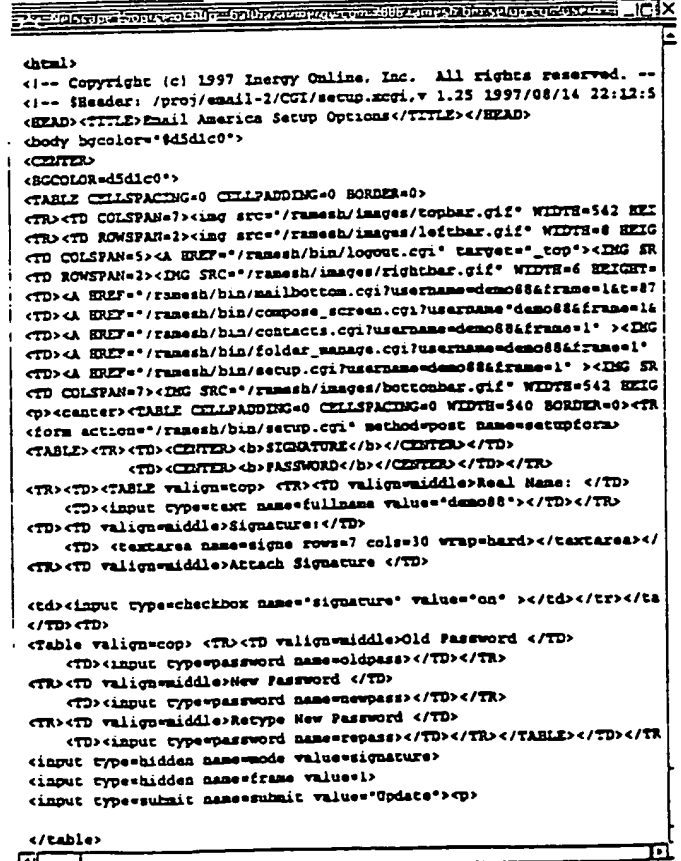 <html>
<!-- Copyright (c) 1997 Inergy Online, Inc. All rights reserved. --
<!-- $Header: /proj/email-2/CGI/setup.xcgi,v 1.25 1997/08/14 22:12:5
<HEAD><TITLE>Email America Setup Options</TITLE></HEAD>
<body bgcolor="#d5d1c0">
<CENTER>
<BGCOLOR=d5d1c0">
<TABLE CELLSPACING=0 CELLPADDING=0 BORDER=0>
<TR><TD COLSPAN=7><img src="/ramesh/images/topbar.gif" WIDTH=542 HEI
<TR><TD ROWSPAN=2><img src="/ramesh/images/leftbar.gif" WIDTH=8 HEIG
<TD COLSPAN=5><A HREF="/ramesh/bin/logout.cgi" target="_top"><IMG SR
<TD ROWSPAN=2><IMG SRC="/ramesh/images/rightbar.gif" WIDTH=6 HEIGHT=
<TD><A HREF="/ramesh/bin/mailbottom.cgi?username=demo88&frame=1&t=87
<TD><A HREF="/ramesh/bin/compose_screen.cgi?username=demo88&frame=1&
<TD><A HREF="/ramesh/bin/contacts.cgi?username=demo88&frame=1" ><IMG
<TD><A HREF="/ramesh/bin/folder_manage.cgi?username=demo88&frame=1"
<TD><A HREF="/ramesh/bin/setup.cgi?username=demo88&frame=1" ><IMG SR
<TD COLSPAN=7><IMG SRC="/ramesh/images/bottombar.gif" WIDTH=542 HEIG
<p><center><TABLE CELLPADDING=0 CELLSPACING=0 WIDTH=540 BORDER=0><TR
<form action="/ramesh/bin/setup.cgi" method=post name=setupform>
<TABLE><TR><TD><CENTER><b>SIGNATURE</b></CENTER></TD>
<TD><CENTER><b>PASSWORD</b></CENTER></TD></TR>
<TR><TD><TABLE valign=top> <TR><TD valign=middle>Real Name: </TD>
<TD><input type=text name=fullname value="demo88"></TD></TR>
<TD><TD valign=middle>Signature:</TD>
<TD> <textarea name=signe rows=7 cols=30 wrap=hard></textarea></
<TR><TD valign=middle>Attach Signature </TD>
<td><input type=checkbox name="signature" value="on" ></td></tr></ta
</TD><TD>
<Table valign=top> <TR><TD valign=middle>Old Password </TD>
<TD><input type=password name=oldpass></TD></TR>
<TR><TD valign=middle>New Password </TD>
<TD><input type=password name=newpass></TD></TR>
<TR><TD valign=middle>Retype New Password </TD>
<TD><input type=password name=repass></TD></TR></TABLE></TD></TR
<input type=hidden name=mode value=signature>
<input type=hidden name=frame value=1>
<input type=submit name=submit value="Update"><p>
</table>